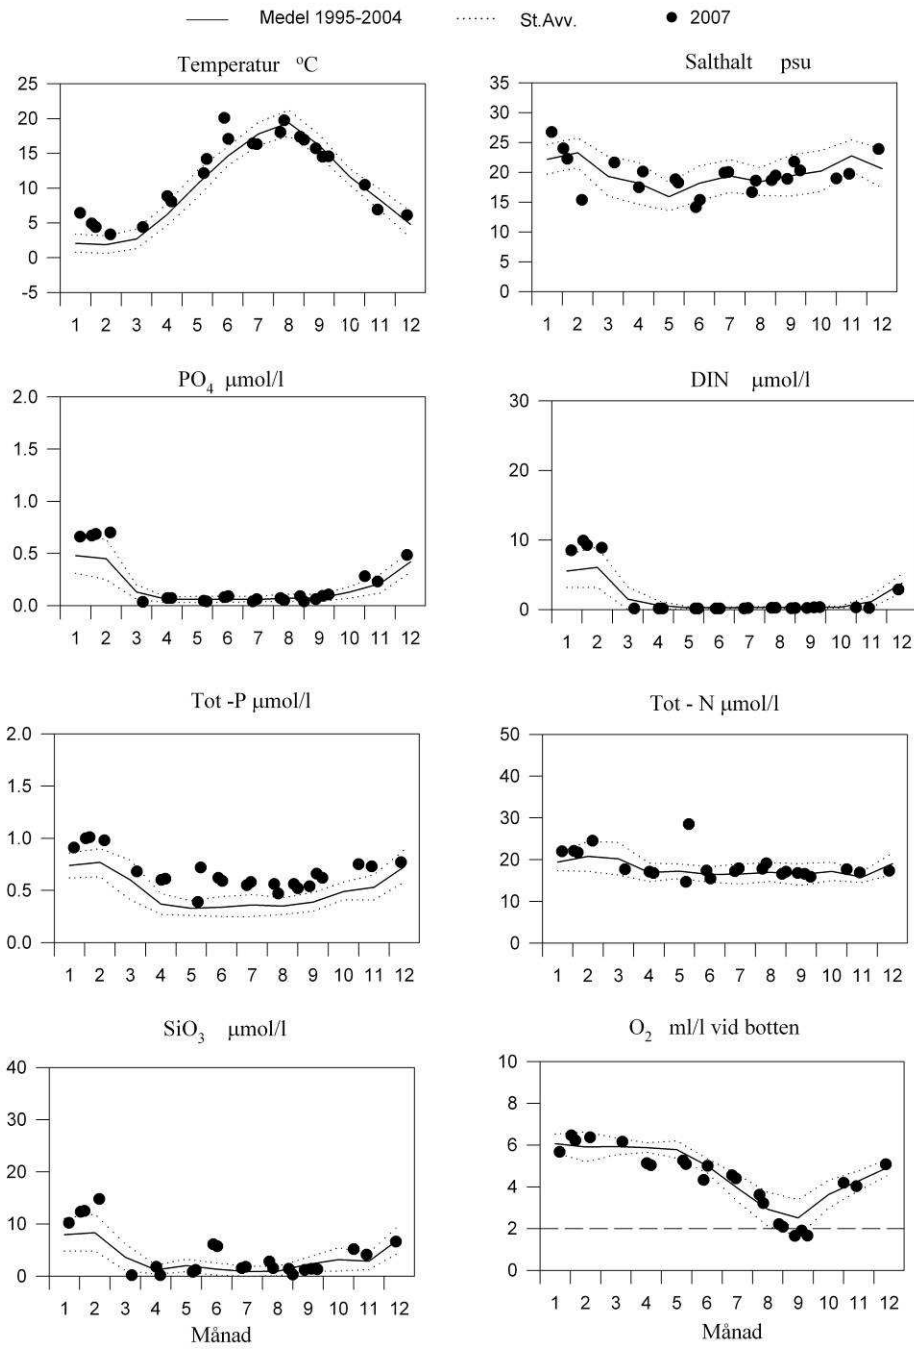 Medel 1995-2004 St.Avv. 2007
Temperatur °C
25
20
15
10
5
0
-5
1 2 3 4 5 6 7 8 9 10 11 12
Salthalt psu
35
30
25
20
15
10
5
0
1 2 3 4 5 6 7 8 9 10 11 12
PO₄ µmol/l
2.0
1.5
1.0
0.5
0.0
1 2 3 4 5 6 7 8 9 10 11 12
DIN µmol/l
30
20
10
0
1 2 3 4 5 6 7 8 9 10 11 12
Tot -P µmol/l
2.0
1.5
1.0
0.5
0.0
1 2 3 4 5 6 7 8 9 10 11 12
Tot - N µmol/l
50
40
30
20
10
0
1 2 3 4 5 6 7 8 9 10 11 12
SiO₃ µmol/l
40
30
20
10
0
1 2 3 4 5 6 7 8 9 10 11 12
Månad
O₂ ml/l vid botten
10
8
6
4
2
0
1 2 3 4 5 6 7 8 9 10 11 12
Månad